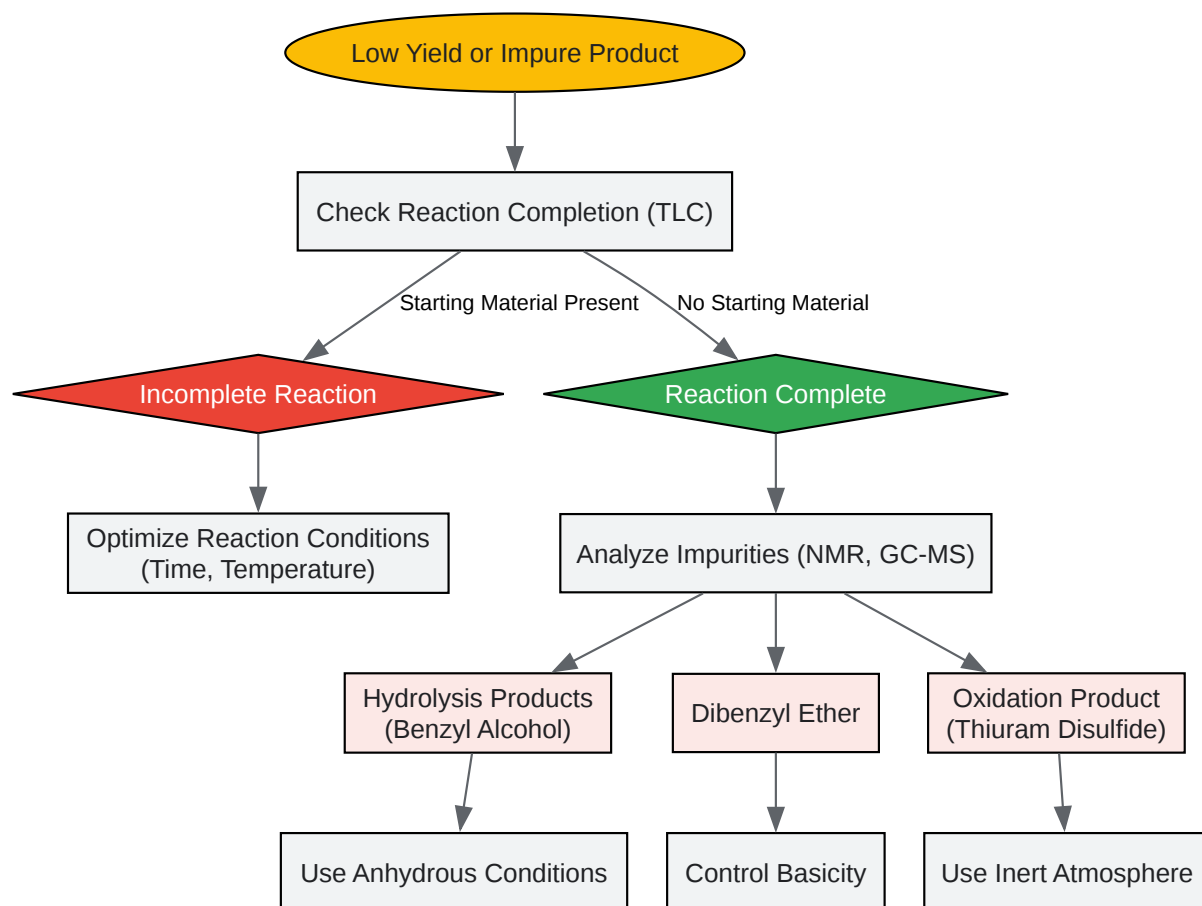 Low Yield or Impure Product
Check Reaction Completion (TLC)
Starting Material Present
No Starting Material
Incomplete Reaction
Reaction Complete
Optimize Reaction Conditions
(Time, Temperature)
Analyze Impurities (NMR, GC-MS)
Hydrolysis Products
(Benzyl Alcohol)
Dibenzyl Ether
Oxidation Product
(Thiuram Disulfide)
Use Anhydrous Conditions
Control Basicity
Use Inert Atmosphere